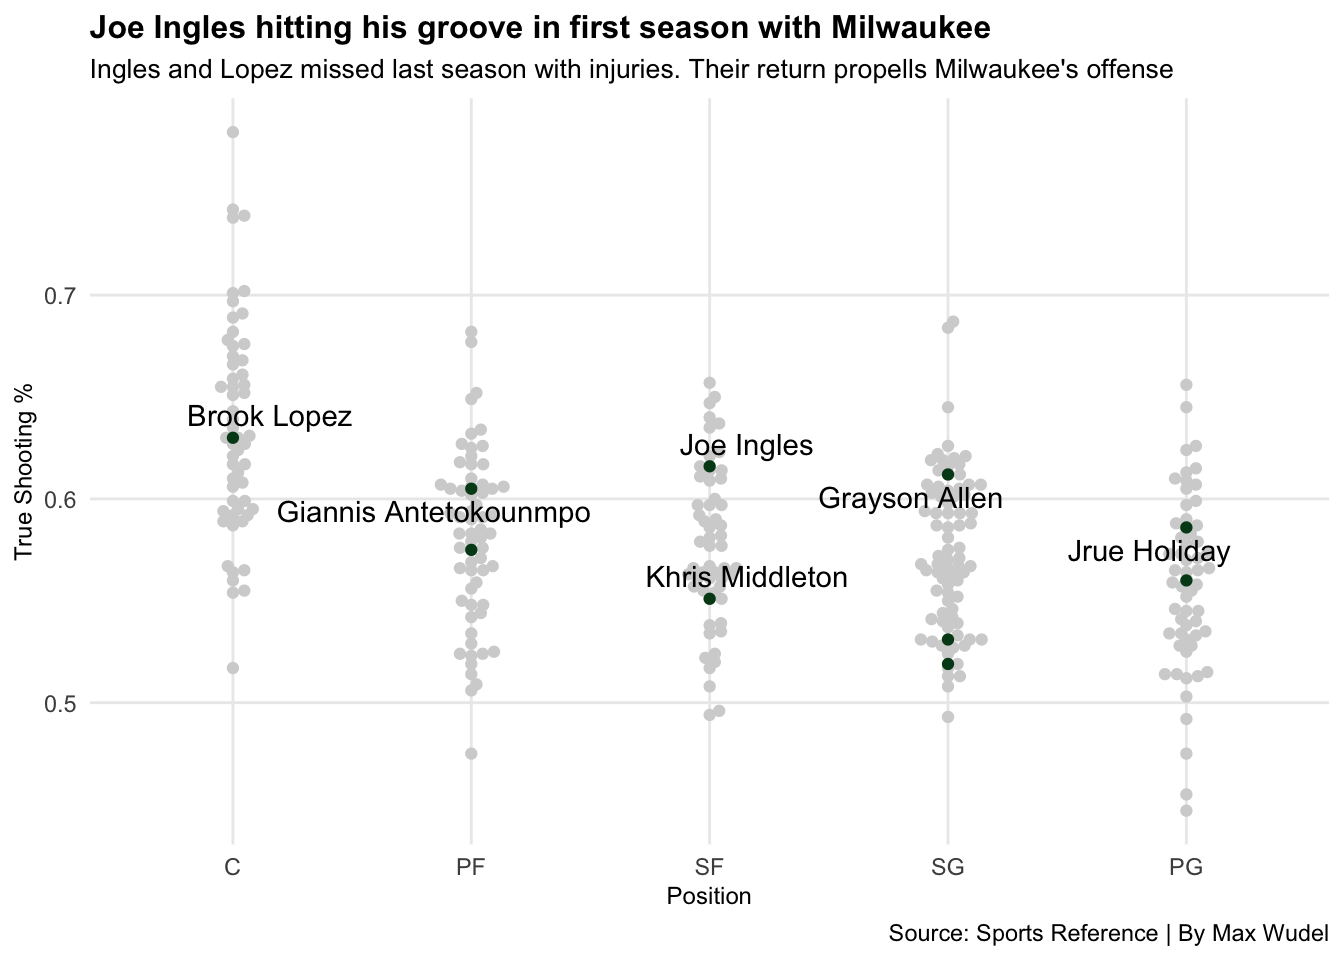 Joe Ingles hitting his groove in first season with Milwaukee
Ingles and Lopez missed last season with injuries. Their return propells Milwaukee's offense
True Shooting %
0.7
0.6
0.5
Brook Lopez
Giannis Antetokounmpo
Joe Ingles
Khris Middleton
Grayson Allen
Jrue Holiday
C PF SF SG PG
Position
Source: Sports Reference | By Max Wudel